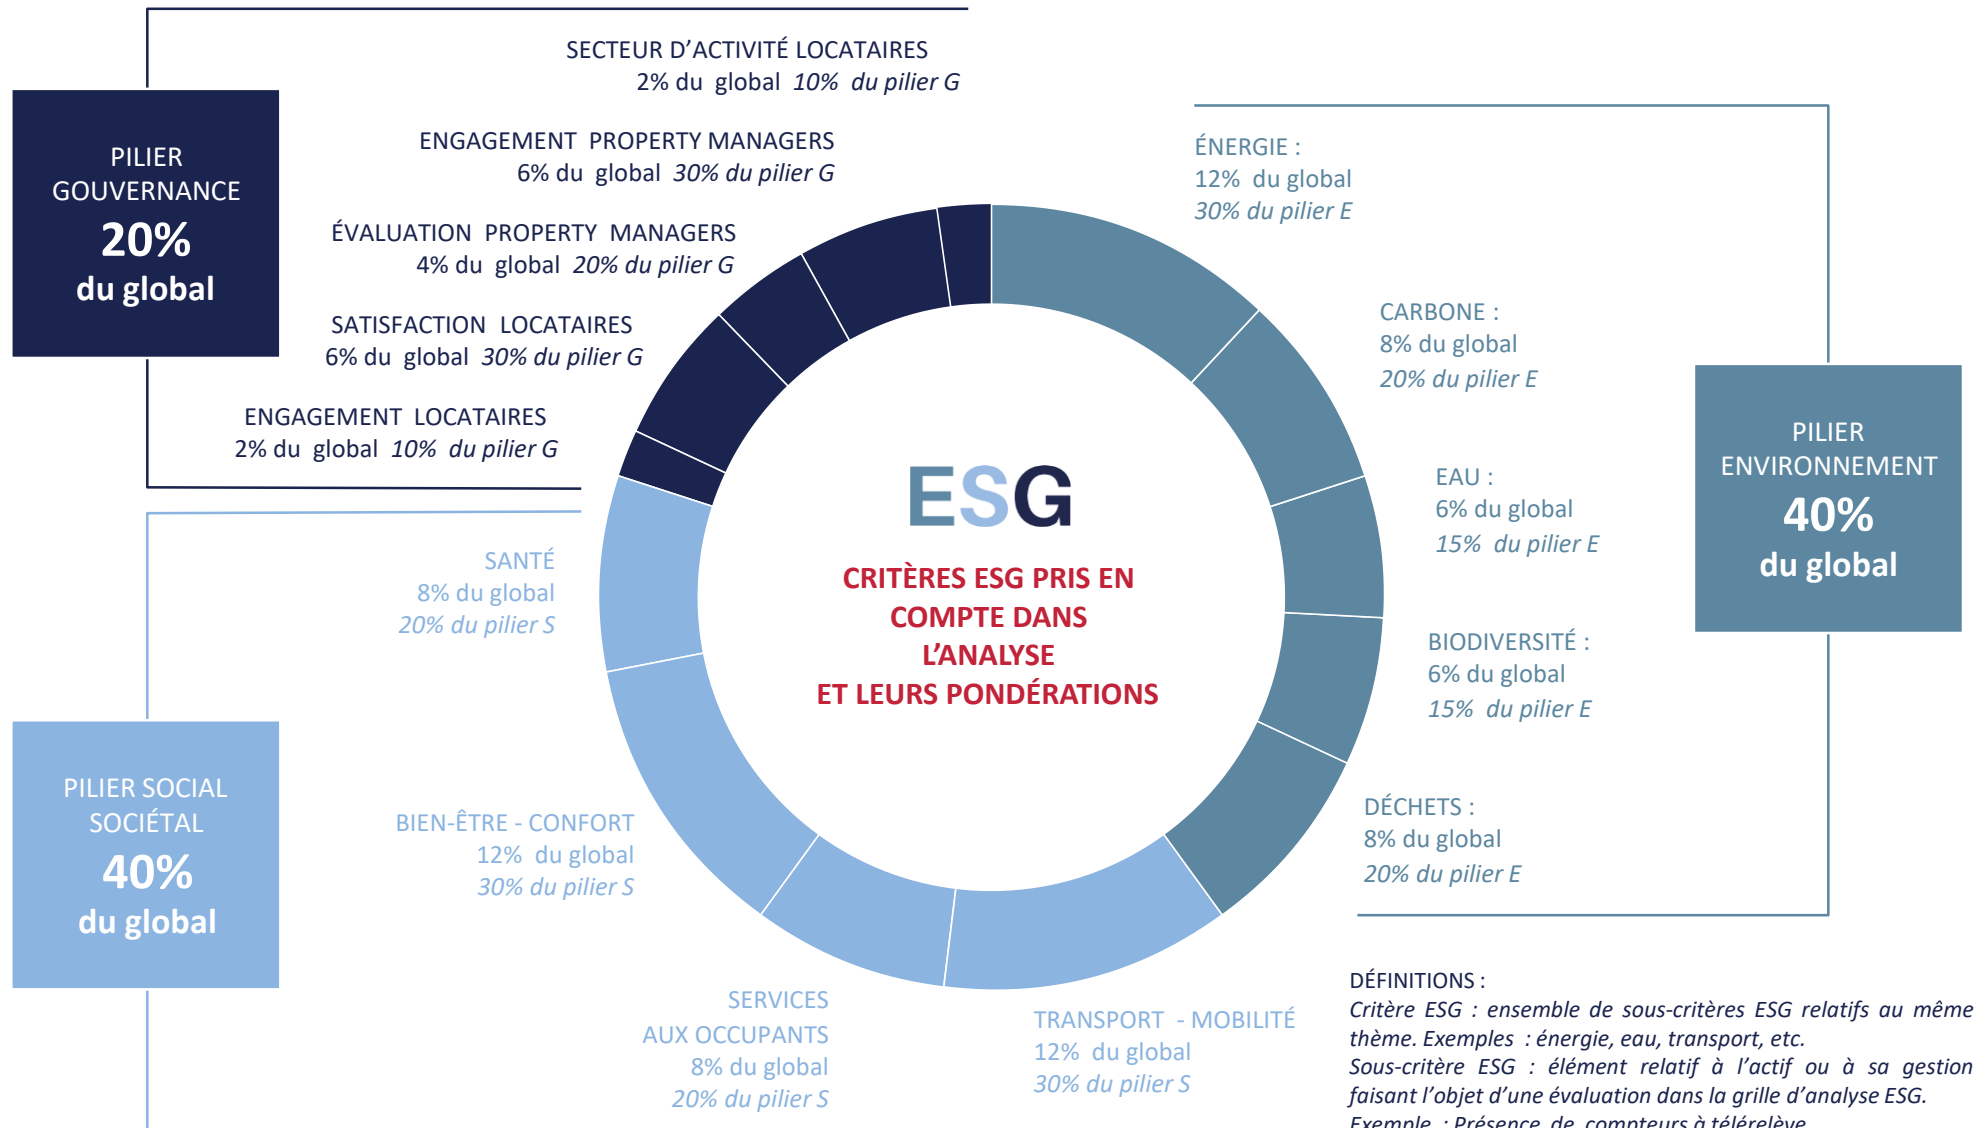 PILIER
GOUVERNANCE
20%
du global
SECTEUR D'ACTIVITÉ LOCATAIRES
2% du global 10% du pilier G
ENGAGEMENT PROPERTY MANAGERS
6% du global 30% du pilier G
ÉVALUATION PROPERTY MANAGERS
4% du global 20% du pilier G
SATISFACTION LOCATAIRES
6% du global 30% du pilier G
ENGAGEMENT LOCATAIRES
2% du global 10% du pilier G
ÉNERGIE :
12% du global
30% du pilier E
CARBONE :
8% du global
20% du pilier E
EAU :
6% du global
15% du pilier E
BIODIVERSITÉ :
6% du global
15% du pilier E
DÉCHETS :
8% du global
20% du pilier E
PILIER
ENVIRONNEMENT
40%
du global
ESG
CRITÈRES ESG PRIS EN
COMPTE DANS
L'ANALYSE
ET LEURS PONDÉRATIONS
PILIER SOCIAL
SOCIÉTAL
40%
du global
SANTÉ
8% du global
20% du pilier S
BIEN-ÊTRE - CONFORT
12% du global
30% du pilier S
SERVICES
AUX OCCUPANTS
8% du global
20% du pilier S
TRANSPORT - MOBILITÉ
12% du global
30% du pilier S
DÉFINITIONS :
Critère ESG : ensemble de sous-critères ESG relatifs au même
thème. Exemples : énergie, eau, transport, etc.
Sous-critère ESG : élément relatif à l'actif ou à sa gestion
faisant l'objet d'une évaluation dans la grille d'analyse ESG.
Exemple : Présence de compteurs à télérelève